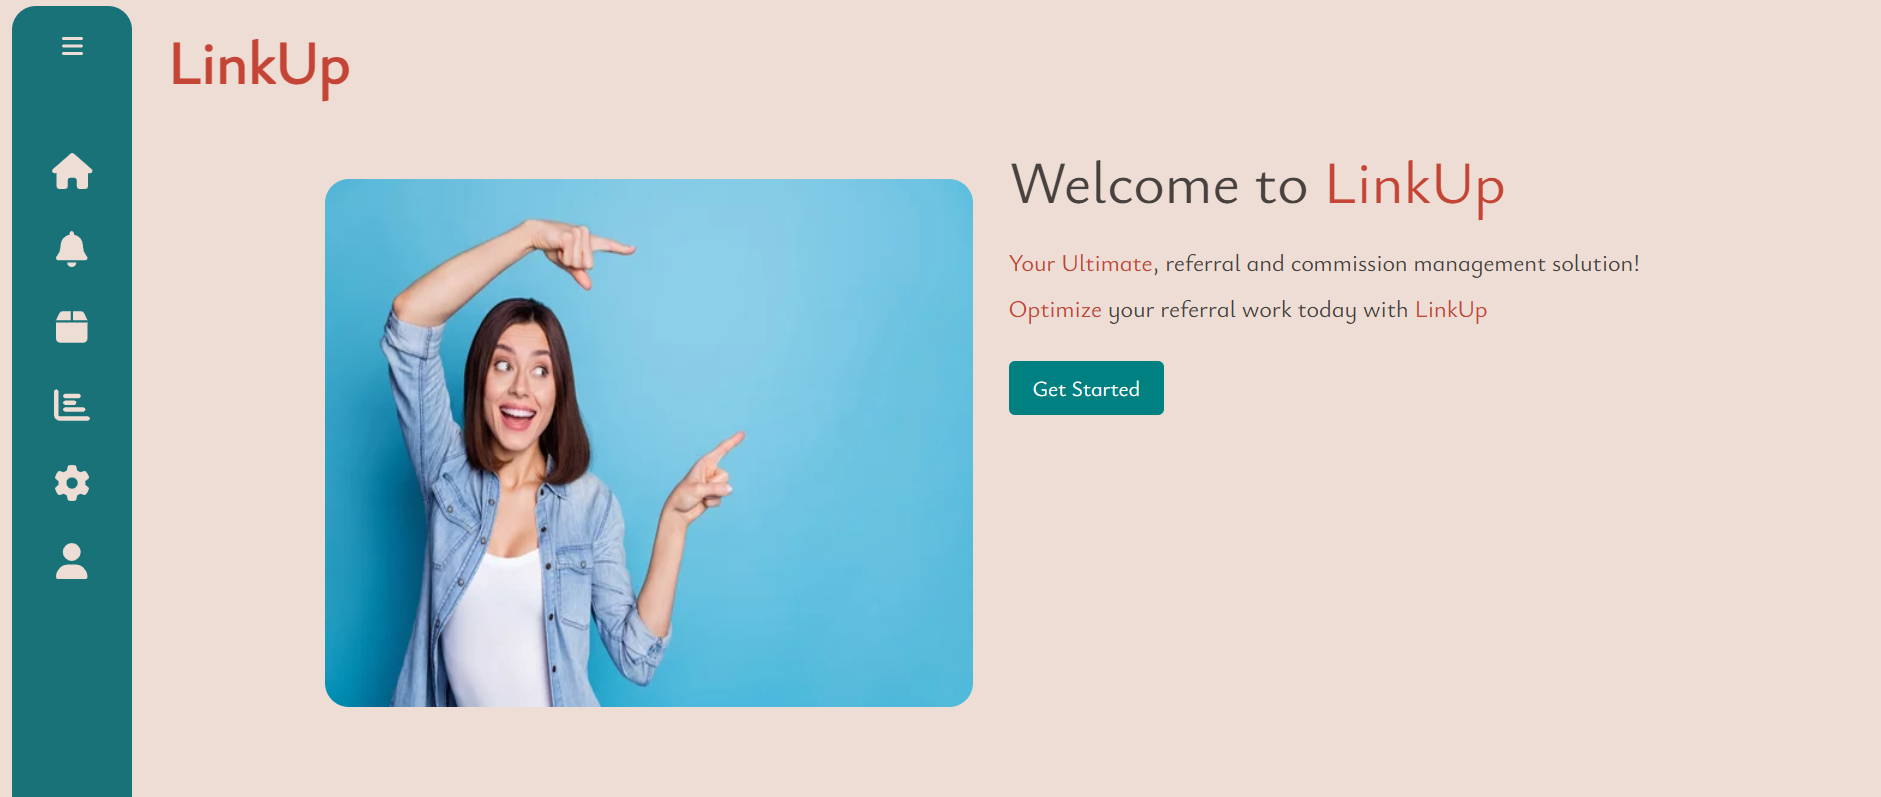 LinkUp
Welcome to LinkUp
Your Ultimate, referral and commission management solution!
Optimize your referral work today with LinkUp
Get Started